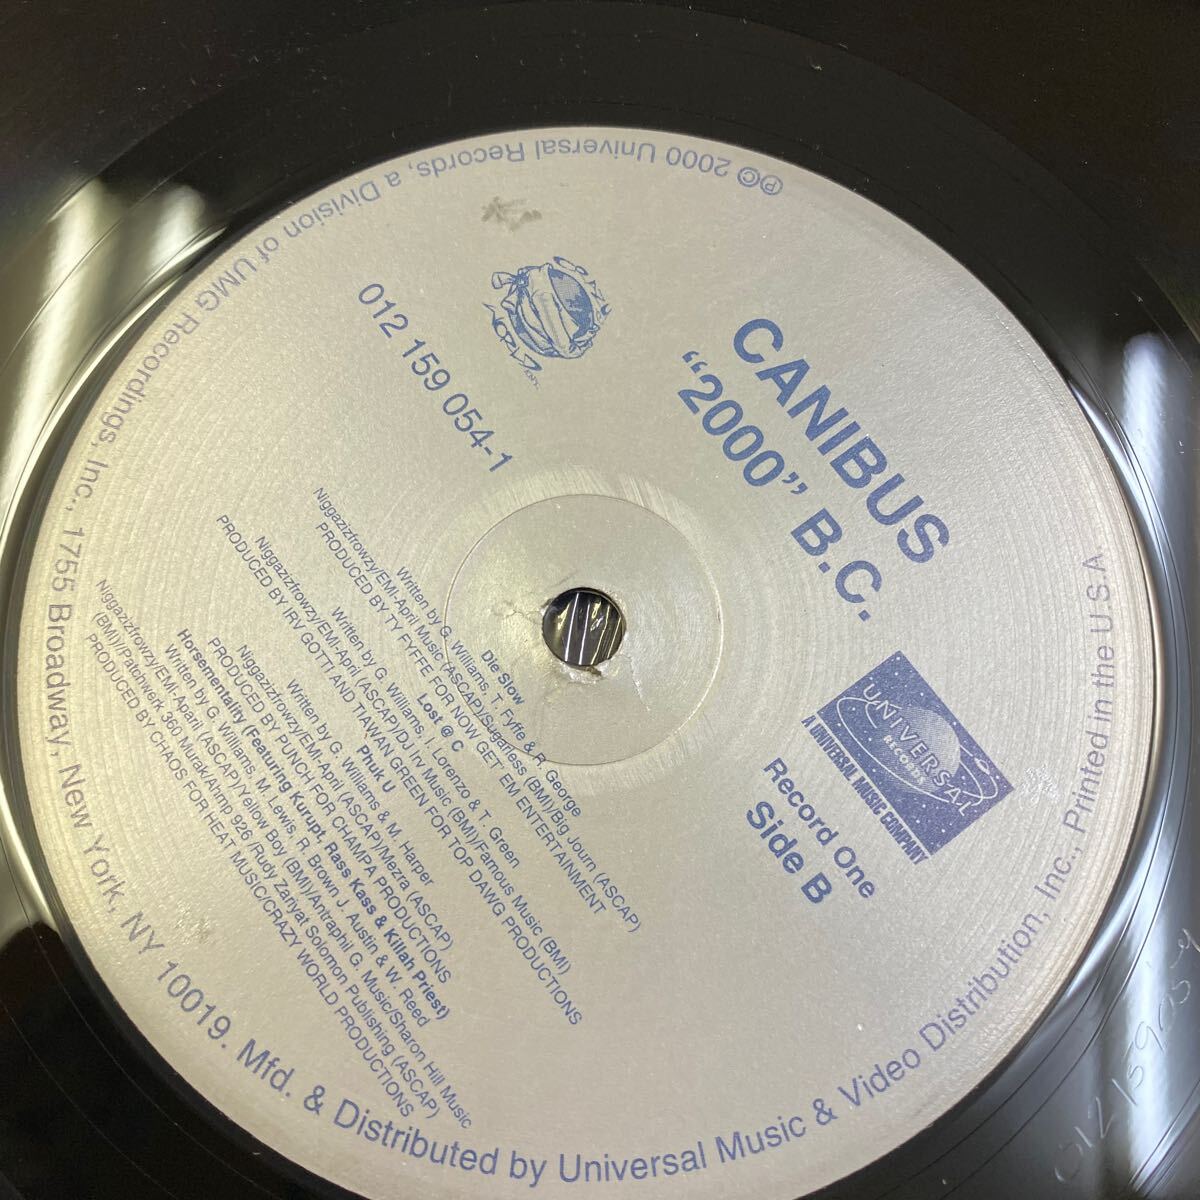 CANIBUS
“2000” B.C.
WORLD
012 159 054-1
UNIVERSAL
RECORDS
A UNIVERSAL MUSIC COMPANY
Record One
Side B
Die Slow
Written by G. Williams, T. Fyffe & R. George
Niggazizfrowzy/EMI-April Music (ASCAP)/Sugarless (BMI)/Big Journ (ASCAP)
PRODUCED BY TY FYFFE FOR NOW GET EM ENTERTAINMENT
Lost @ C
Written by G. Williams, I. Lorenzo & T. Green
Niggazizfrowzy/EMI-April (ASCAP)/DJ Irv Music (BMI)/Famous Music (BMI)
PRODUCED BY IRV GOTTI AND TIAWAN GREEN FOR TOP DAWG PRODUCTIONS
Phuk U
Written by G. Williams & M. Harper
Niggazizfrowzy/EMI-April (ASCAP)/Mezra (ASCAP)
PRODUCED BY PUNCH FOR CHAMPA PRODUCTIONS
Horsementality (Featuring Kurupt, Rass Kass & Killah Priest)
Written by G. Williams, M. Lewis, R. Brown J. Austin & W. Reed
Niggazizfrowzy/EMI-Aparil (ASCAP)/Yellow Boy (BMI)/Antraphil G. Music/Sharon Hill Music
(BMI)/Patchwerk 360 Murak/Ahmp 926 /Rudy Zariyat Solomon Publishing (ASCAP)
PRODUCED BY CHAOS FOR HEAT MUSIC/CRAZY WORLD PRODUCTIONS
℗© 2000 Universal Records, a Division of UMG Recordings, Inc., 1755 Broadway, New York, NY 10019. Mfd. & Distributed by Universal Music & Video Distribution, Inc., Printed in the U.S.A
012159054